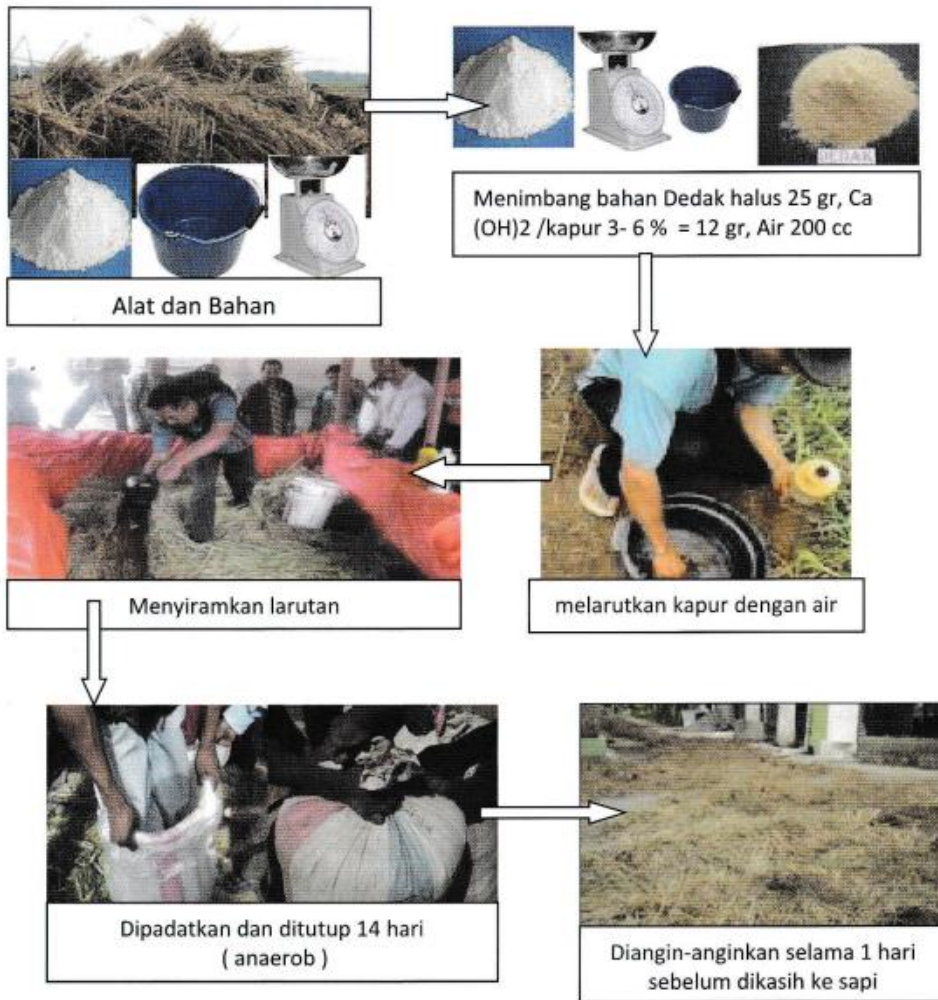 DEDAK
Menimbang bahan Dedak halus 25 gr, Ca
(OH)2 /kapur 3- 6 %  = 12 gr, Air 200 cc
Alat dan Bahan
melarutkan kapur dengan air
Menyiramkan larutan
Dipadatkan dan ditutup 14 hari
( anaerob )
Diangin-anginkan selama 1 hari
sebelum dikasih ke sapi